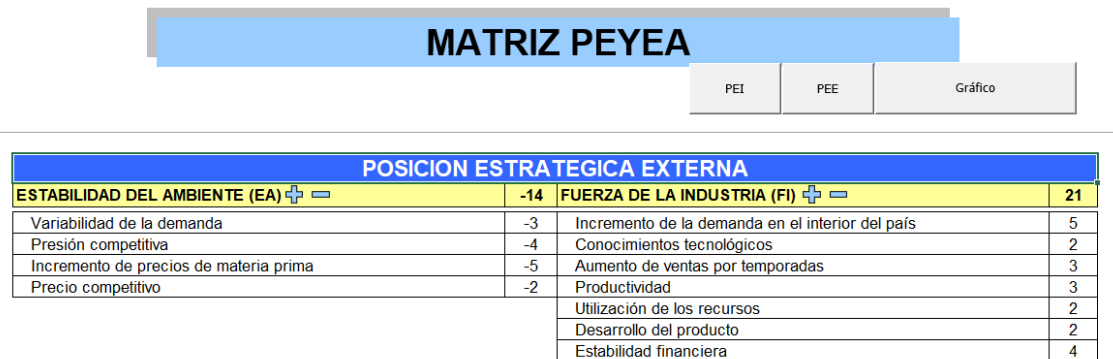 MATRIZ PEYEA
PEI PEE Gráfico
POSICION ESTRATEGICA EXTERNA
ESTABILIDAD DEL AMBIENTE (EA) -14 FUERZA DE LA INDUSTRIA (FI) 21
Variabilidad de la demanda -3 Incremento de la demanda en el interior del país 5
Presión competitiva -4 Conocimientos tecnológicos 2
Incremento de precios de materia prima -5 Aumento de ventas por temporadas 3
Precio competitivo -2 Productividad 3
Utilización de los recursos 2
Desarrollo del producto 2
Estabilidad financiera 4